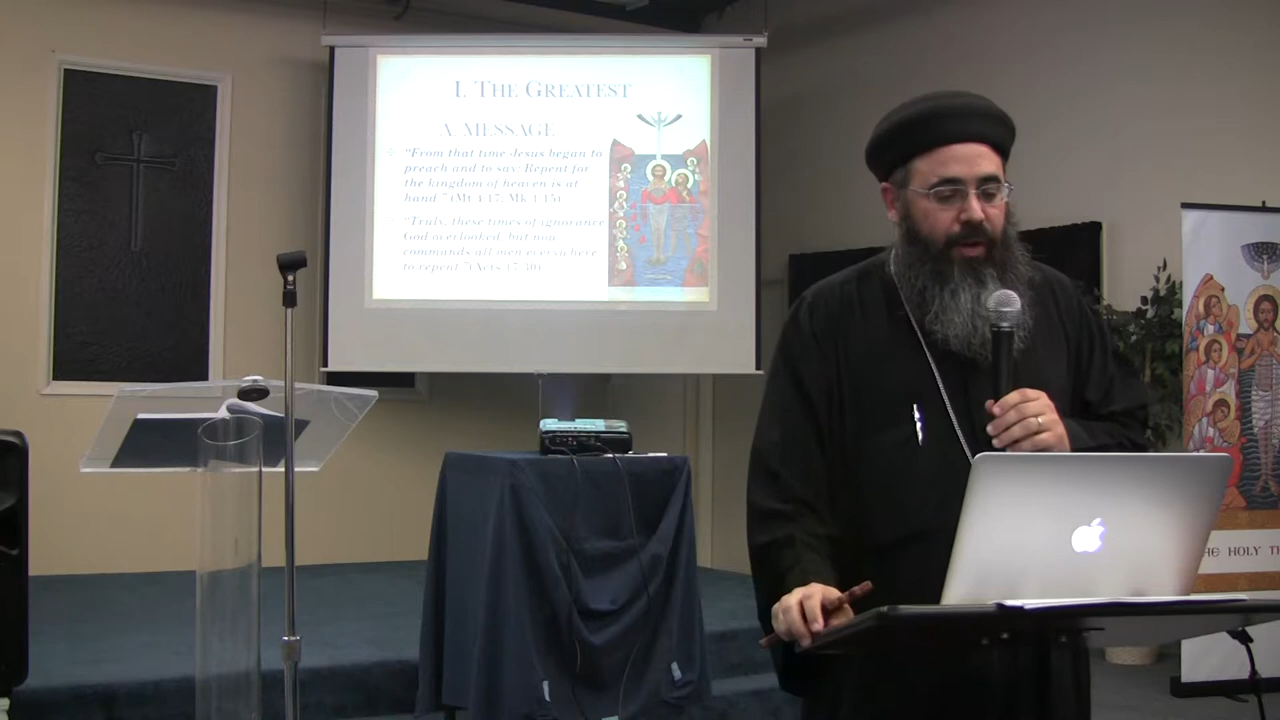 I. THE GREATEST
A. MESSAGE
"From that time Jesus began to
preach and to say: Repent for
the kingdom of heaven is at
hand." (Mt 4:17; Mk 1:15)
"Truly, these times of ignorance
God overlooked, but now
commands all men everywhere
to repent."(Acts 17:30)
HE HOLY TH